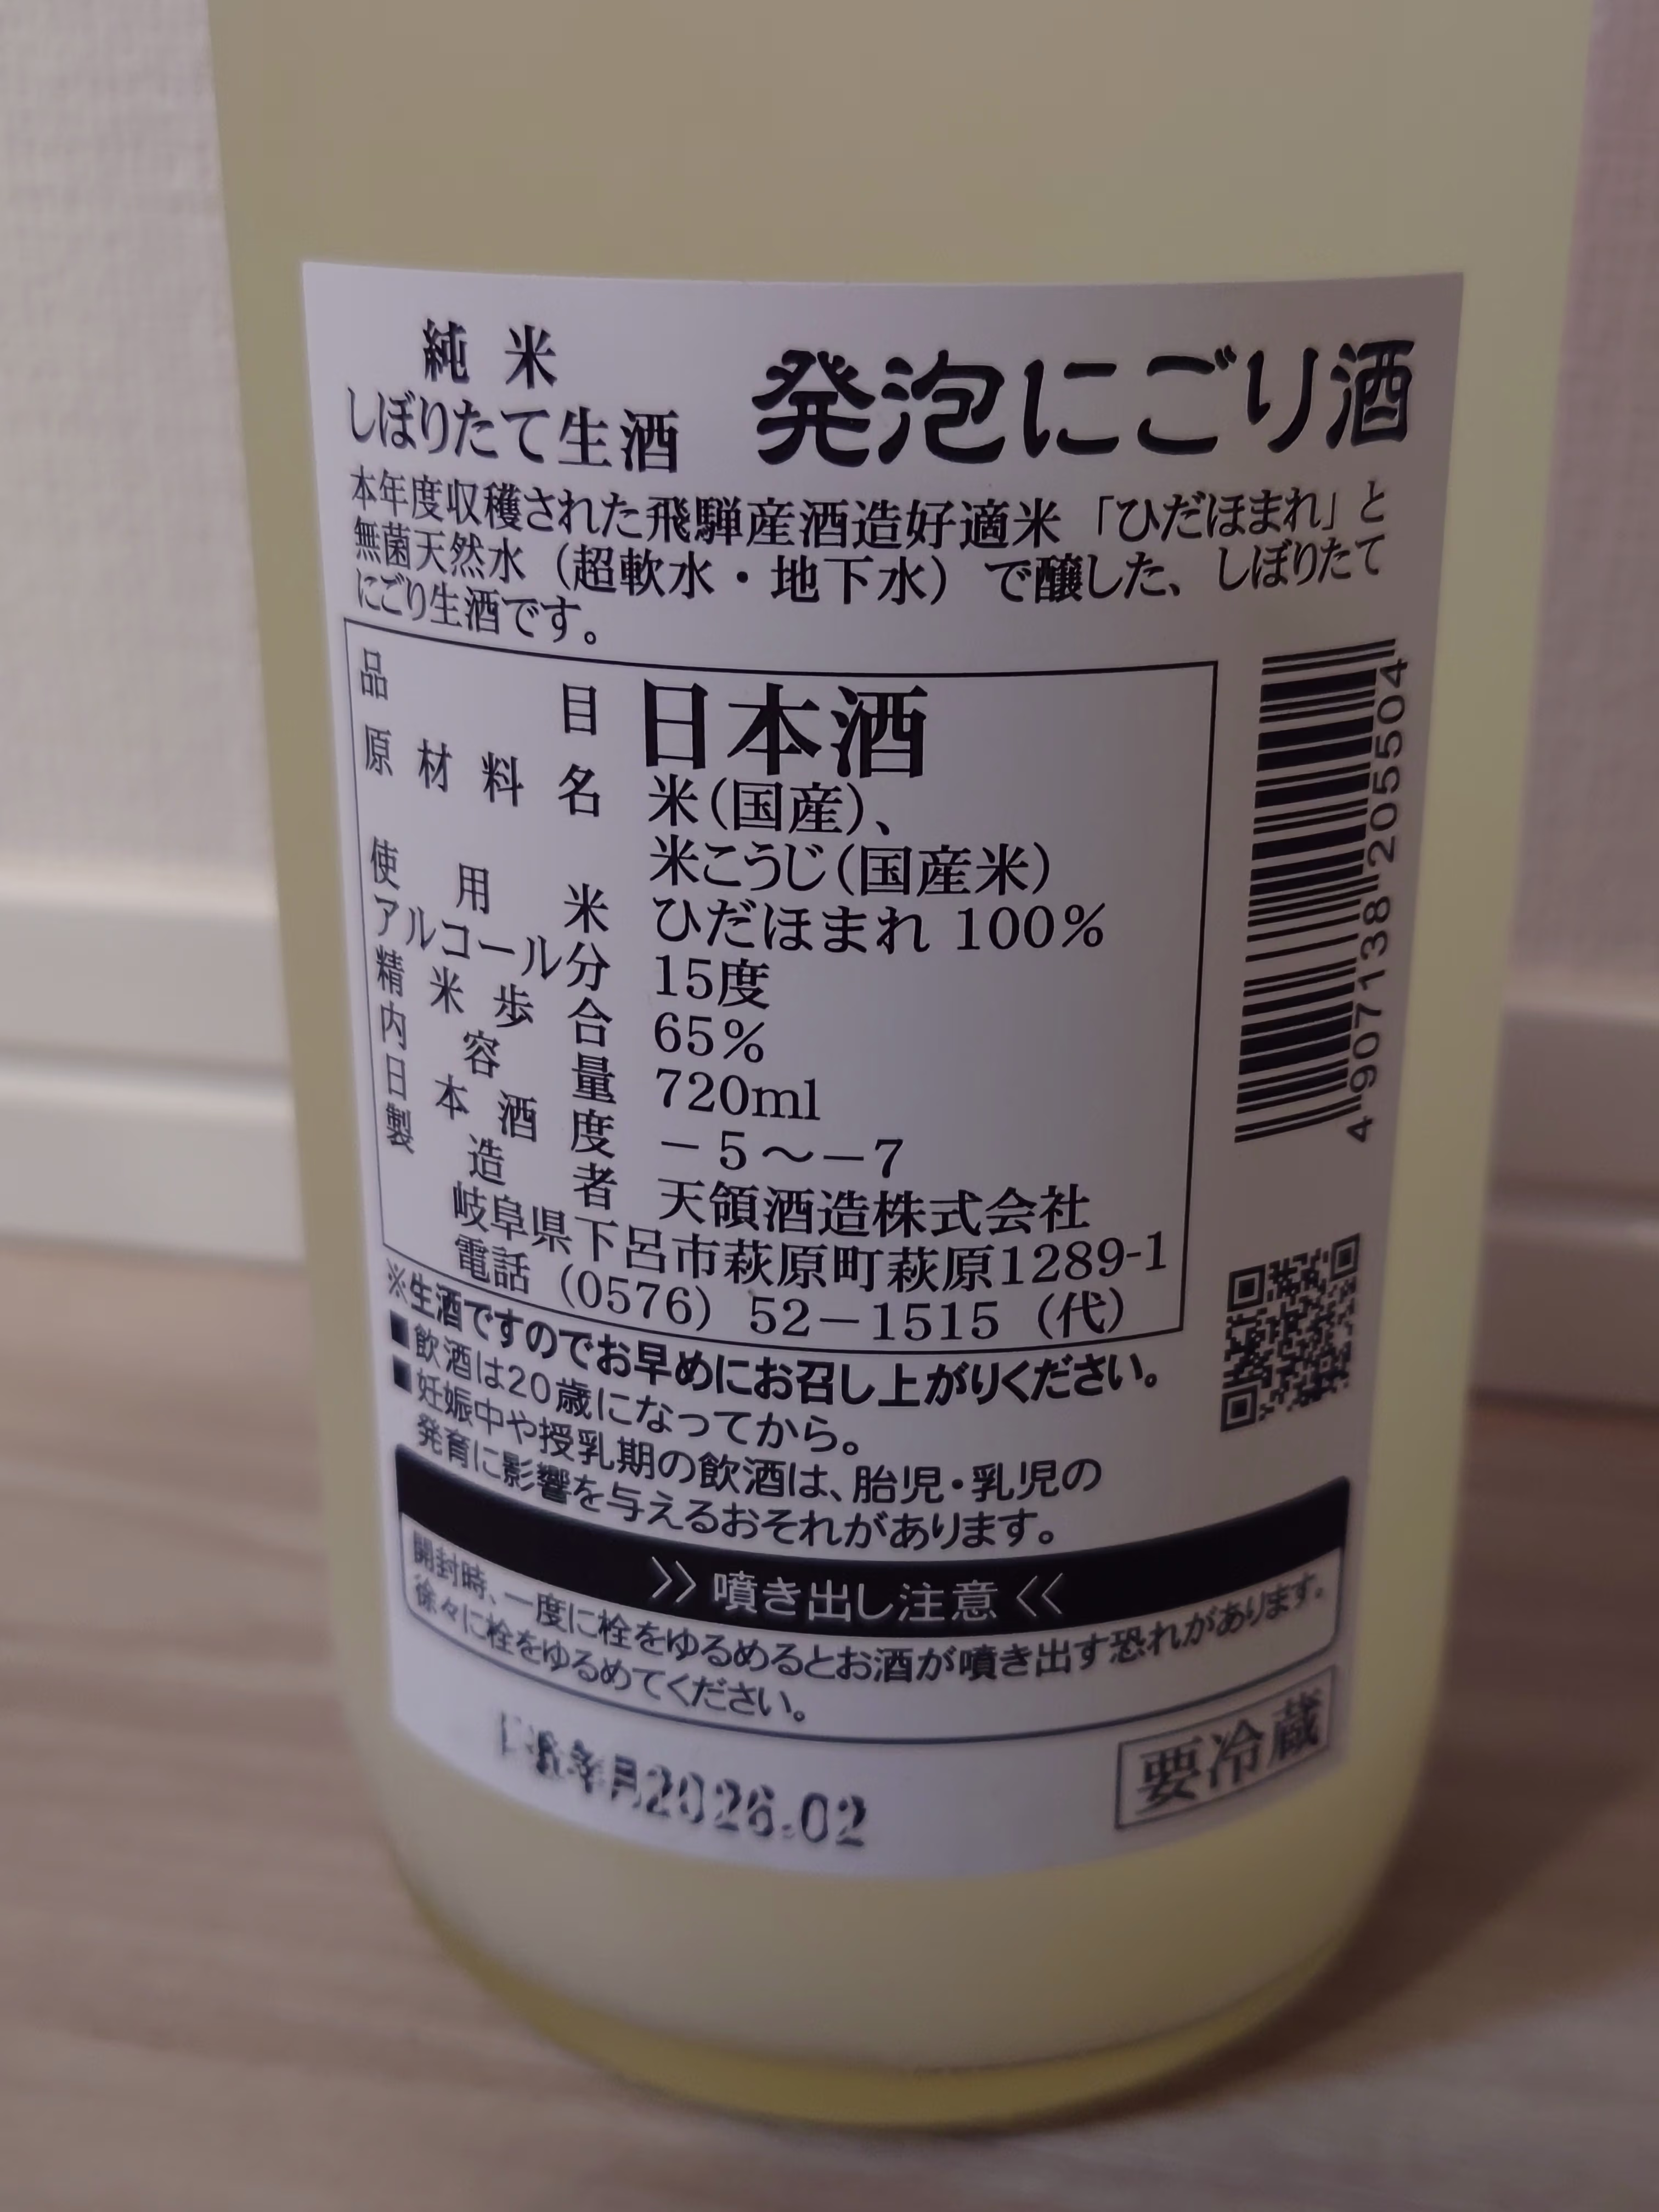 純米
しぼりたて生酒
発泡にごり酒
本年度収穫された飛騨産酒造好適米「ひだほまれ」と
無菌天然水（超軟水・地下水）で醸した、しぼりたて
にごり生酒です。
品目 日本酒
原材料名 米（国産）、
米こうじ（国産米）
使用米 ひだほまれ 100％
アルコール分 15度
精米歩合 65％
内容量 720ml
日本酒度 －5～－7
製造者 天領酒造株式会社
岐阜県下呂市萩原町萩原1289-1
電話（0576）52－1515（代）
4 907138 205504
※生酒ですのでお早めにお召し上がりください。
■飲酒は20歳になってから。
■妊娠中や授乳期の飲酒は、胎児・乳児の
発育に影響を与えるおそれがあります。
>> 噴き出し注意 <<
開封時、一度に栓をゆるめるとお酒が噴き出す恐れがあります。
徐々に栓をゆるめてください。
年月2026.02
要冷蔵